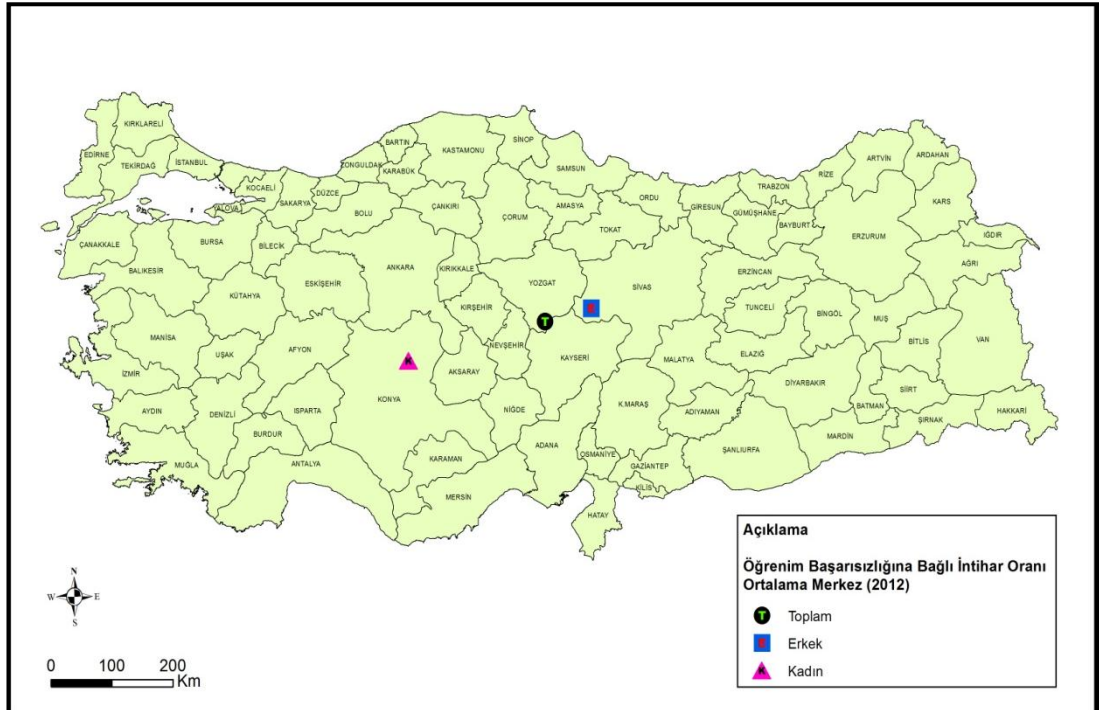 KIRKLARELİ
EDİRNE
TEKİRDAĞ
İSTANBUL
KOCAELİ
YALOVA
SAKARYA
DÜZCE
ZONGULDAK
BARTIN
KARABÜK
KASTAMONU
SİNOP
SAMSUN
BOLU
ÇANKIRI
ÇORUM
AMASYA
ORDU
TOKAT
GİRESUN
TRABZON
GÜMÜŞHANE
BAYBURT
RİZE
ARTVİN
ARDAHAN
KARS
IĞDIR
AĞRI
ERZURUM
ERZİNCAN
ÇANAKKALE
BALIKESİR
BURSA
BİLECİK
KÜTAHYA
ESKİŞEHİR
ANKARA
KIRIKKALE
KIRŞEHİR
YOZGAT
SİVAS
TUNCELİ
BİNGÖL
MUŞ
BİTLİS
VAN
MANİSA
UŞAK
AFYON
İZMİR
AYDIN
DENİZLİ
ISPARTA
BURDUR
MUĞLA
ANTALYA
KONYA
AKSARAY
NEVŞEHİR
KAYSERİ
NİĞDE
KARAMAN
MERSİN
ADANA
OSMANİYE
HATAY
K.MARAŞ
GAZİANTEP
KİLİS
MALATYA
ADIYAMAN
ELAZIĞ
DİYARBAKIR
ŞANLIURFA
MARDİN
BATMAN
SİİRT
ŞIRNAK
HAKKARİ
T
E
K
N
W E
S
0 100 200
Km
Açıklama
Öğrenim Başarısızlığına Bağlı İntihar Oranı
Ortalama Merkez (2012)
T Toplam
E Erkek
K Kadın